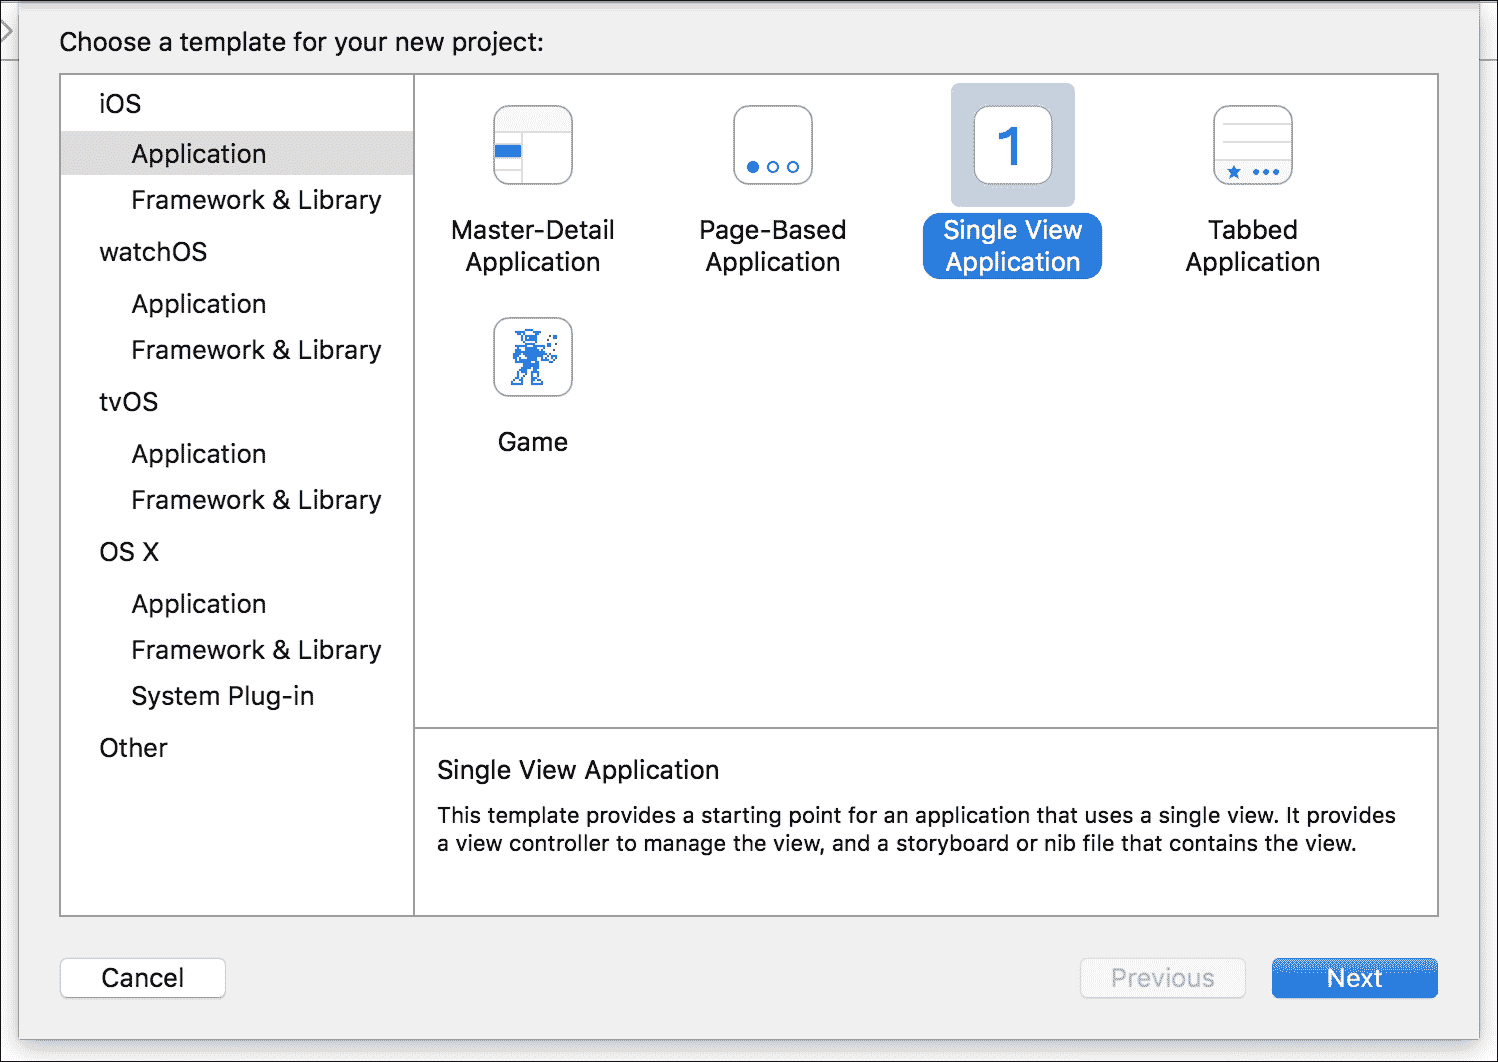 Choose a template for your new project:
iOS
Application
Framework & Library
watchOS
Application
Framework & Library
tvOS
Application
Framework & Library
OS X
Application
Framework & Library
System Plug-in
Other
Master-Detail
Application
Page-Based
Application
1
Single View
Application
Tabbed
Application
Game
Single View Application
This template provides a starting point for an application that uses a single view. It provides
a view controller to manage the view, and a storyboard or nib file that contains the view.
Cancel
Previous
Next